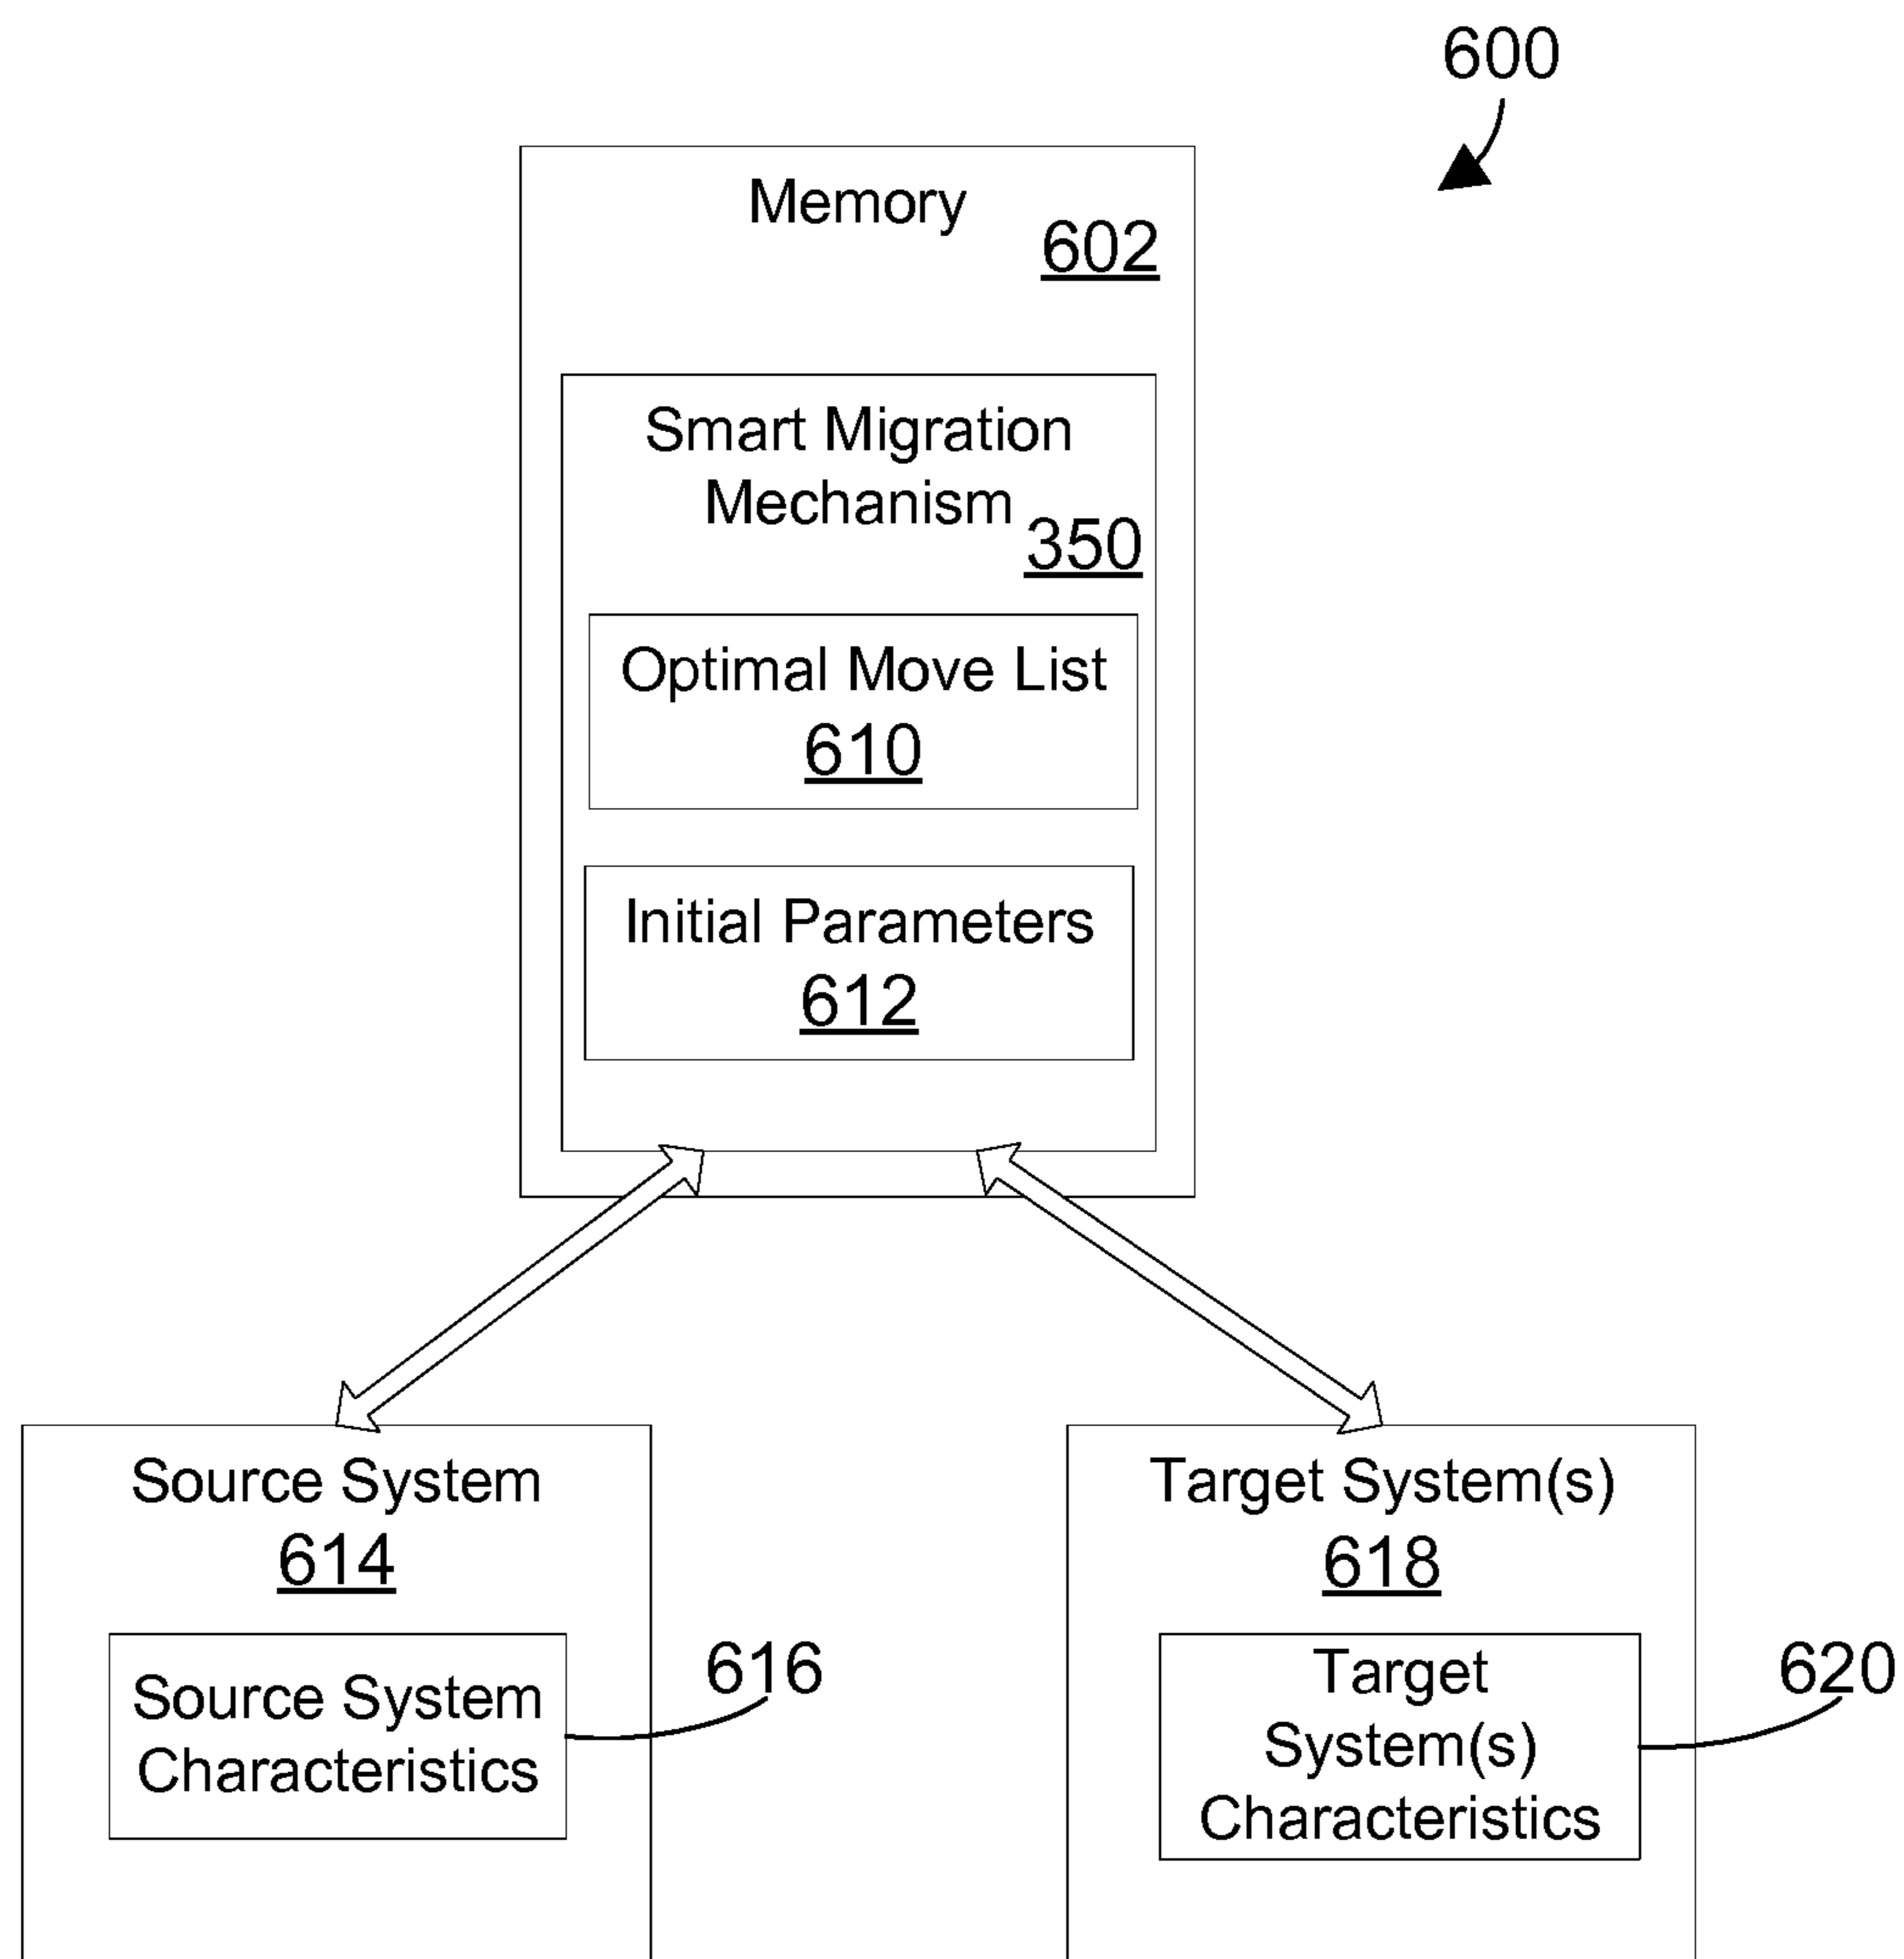 600
Memory
602
Smart Migration
Mechanism
350
Optimal Move List
610
Initial Parameters
612
Source System
614
Source System
Characteristics
616
Target System(s)
618
Target
System(s)
Characteristics
620